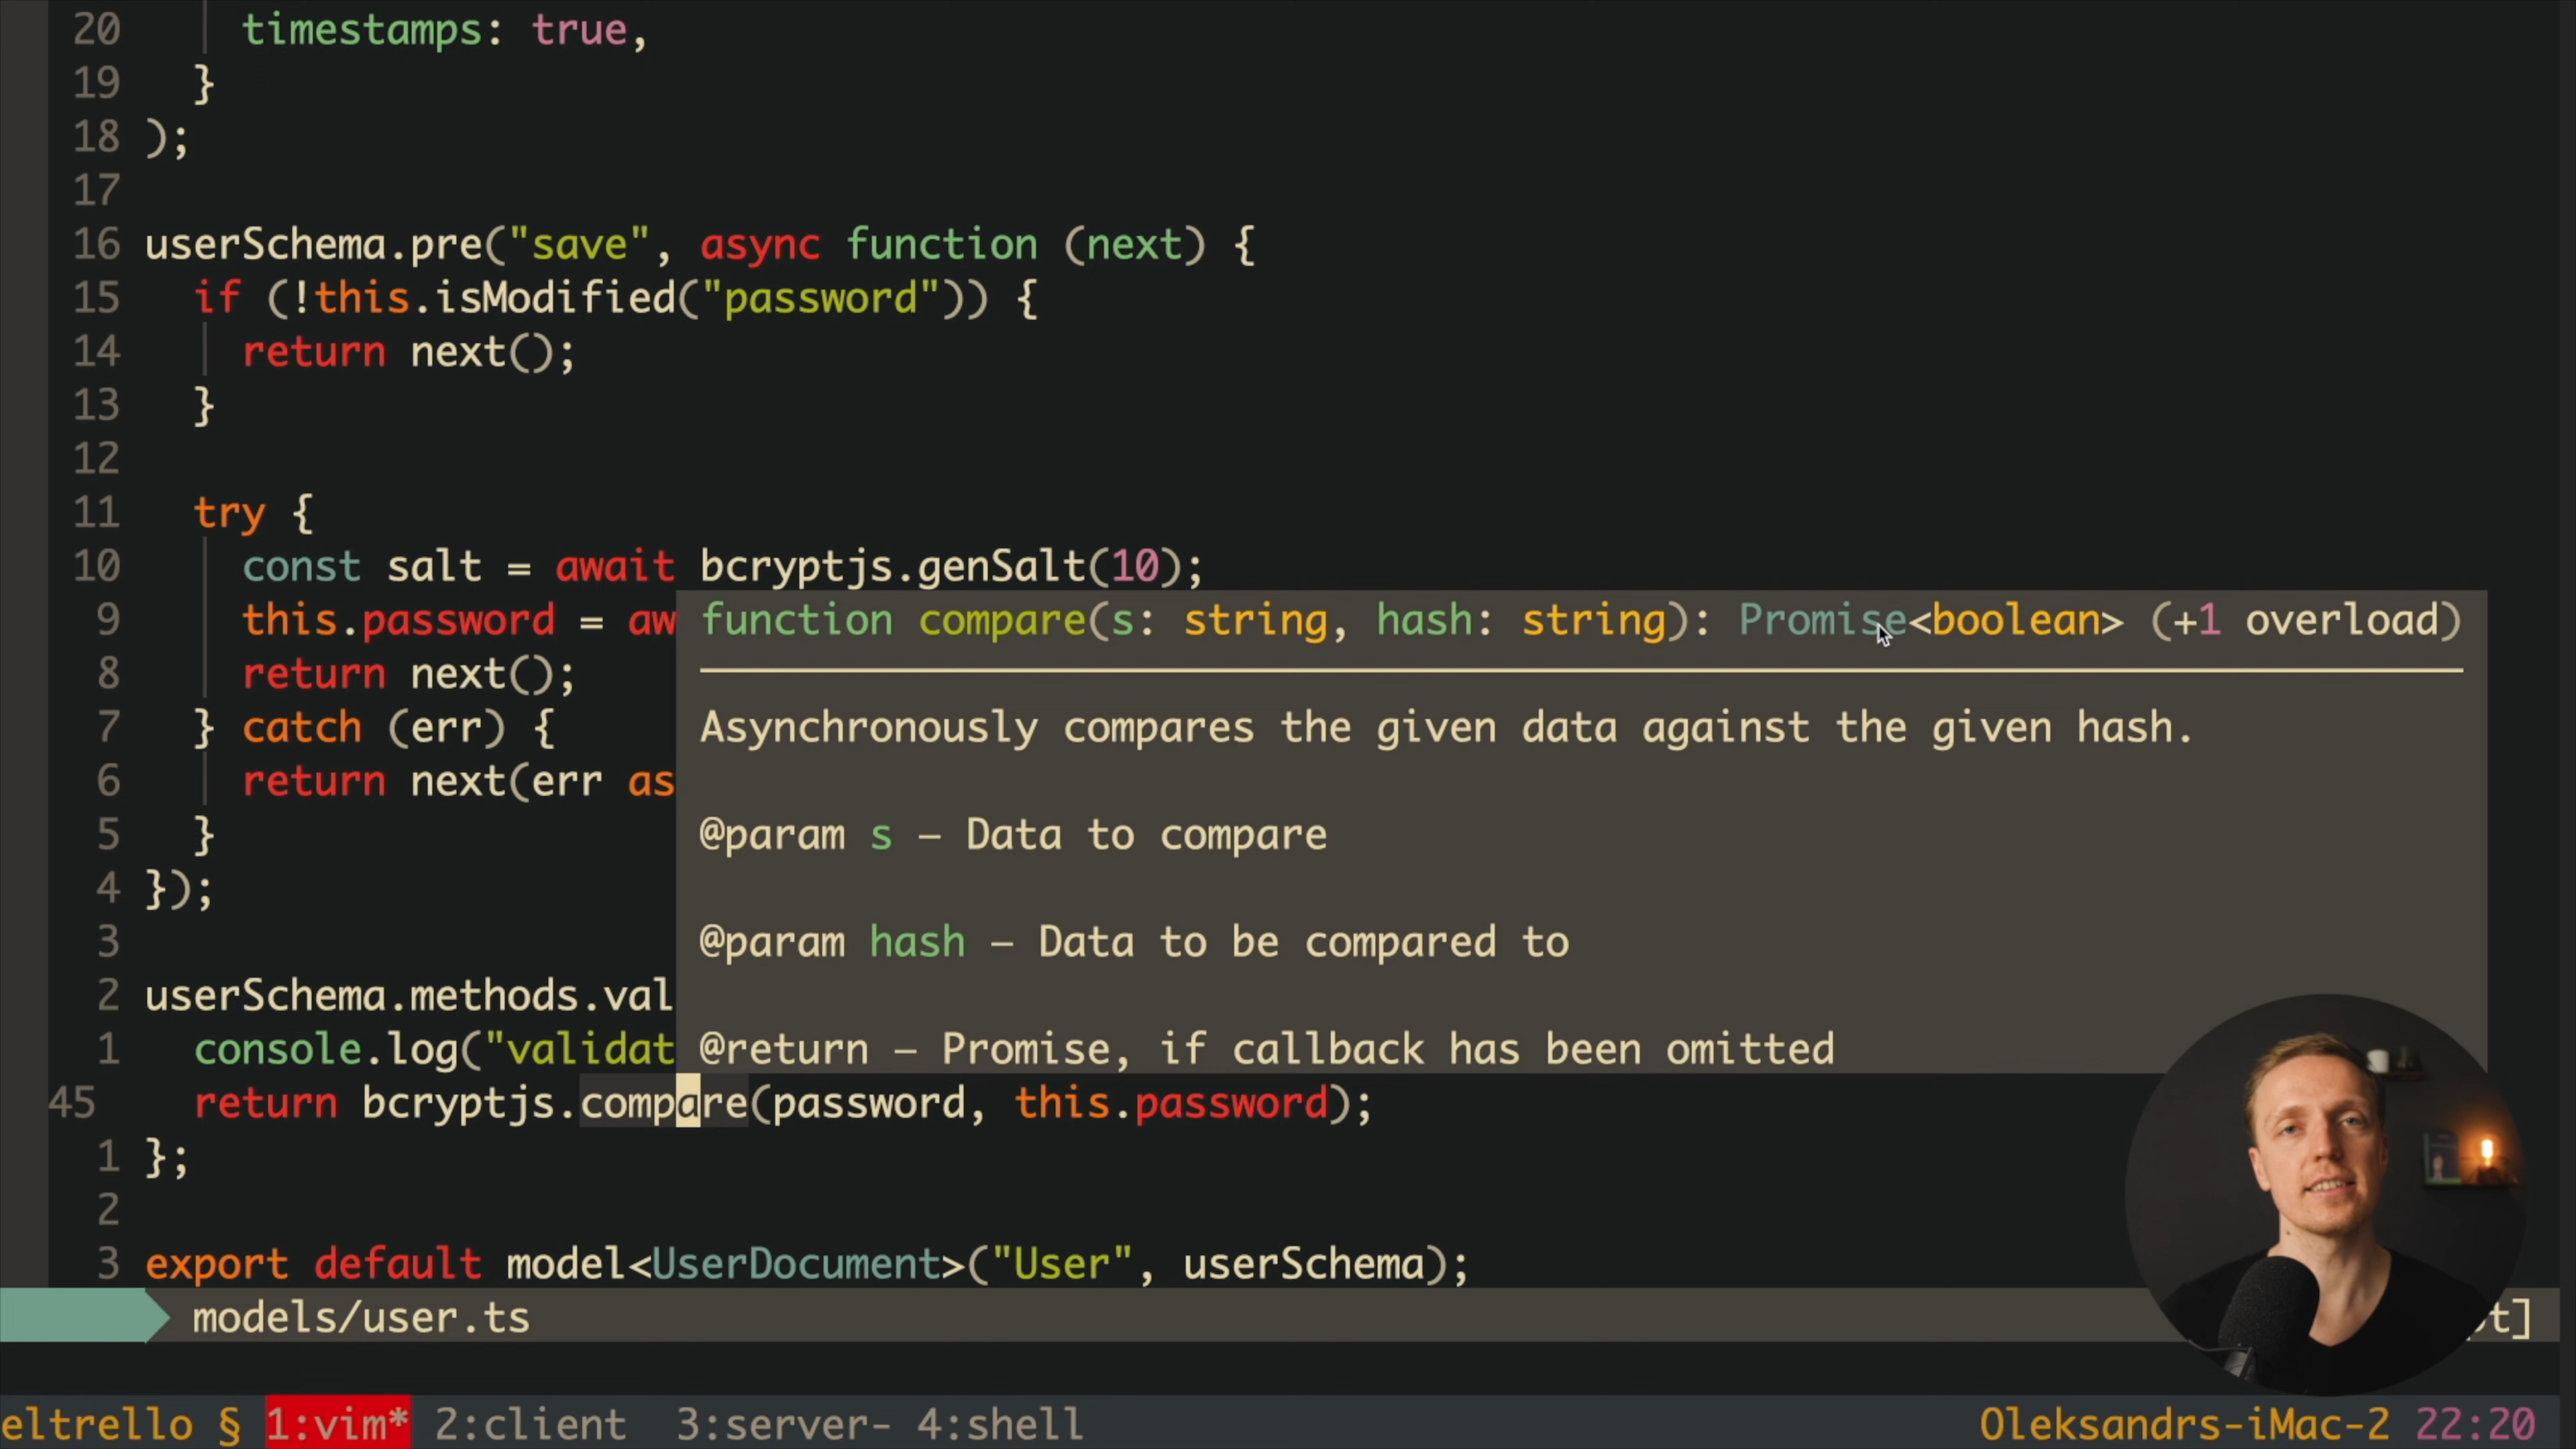 20 timestamps: true,
19 }
18 );
17
16 userSchema.pre("save", async function (next) {
15 if (!this.isModified("password")) {
14 return next();
13 }
12
11 try {
10 const salt = await bcryptjs.genSalt(10);
9 this.password = aw function compare(s: string, hash: string): Promise<boolean> (+1 overload)
8 return next();
7 } catch (err) { Asynchronously compares the given data against the given hash.
6 return next(err as
5 } @param s — Data to compare
4 });
3 @param hash — Data to be compared to
2 userSchema.methods.val
1 console.log("validat @return — Promise, if callback has been omitted
45 return bcryptjs.compare(password, this.password);
1 };
2
3 export default model<UserDocument>("User", userSchema);
models/user.ts t]
eltrello § 1:vim* 2:client 3:server- 4:shell Oleksandrs-iMac-2 22:20